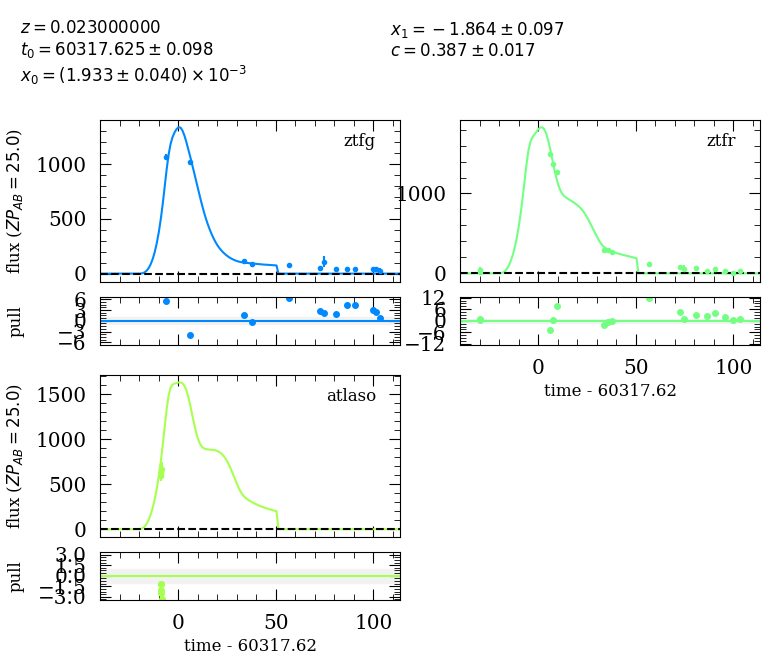 z = 0.023000000
t₀ = 60317.625 ± 0.098
x₀ = (1.933 ± 0.040) × 10⁻³
x₁ = −1.864 ± 0.097
c = 0.387 ± 0.017
ztfg
flux (ZP_AB = 25.0)
1000
500
0
pull
6
3
0
−3
−6
ztfr
1000
0
12
6
0
−6
−12
0 50 100
time - 60317.62
atlaso
flux (ZP_AB = 25.0)
1500
1000
500
0
pull
3.0
1.5
0.0
−1.5
−3.0
0 50 100
time - 60317.62